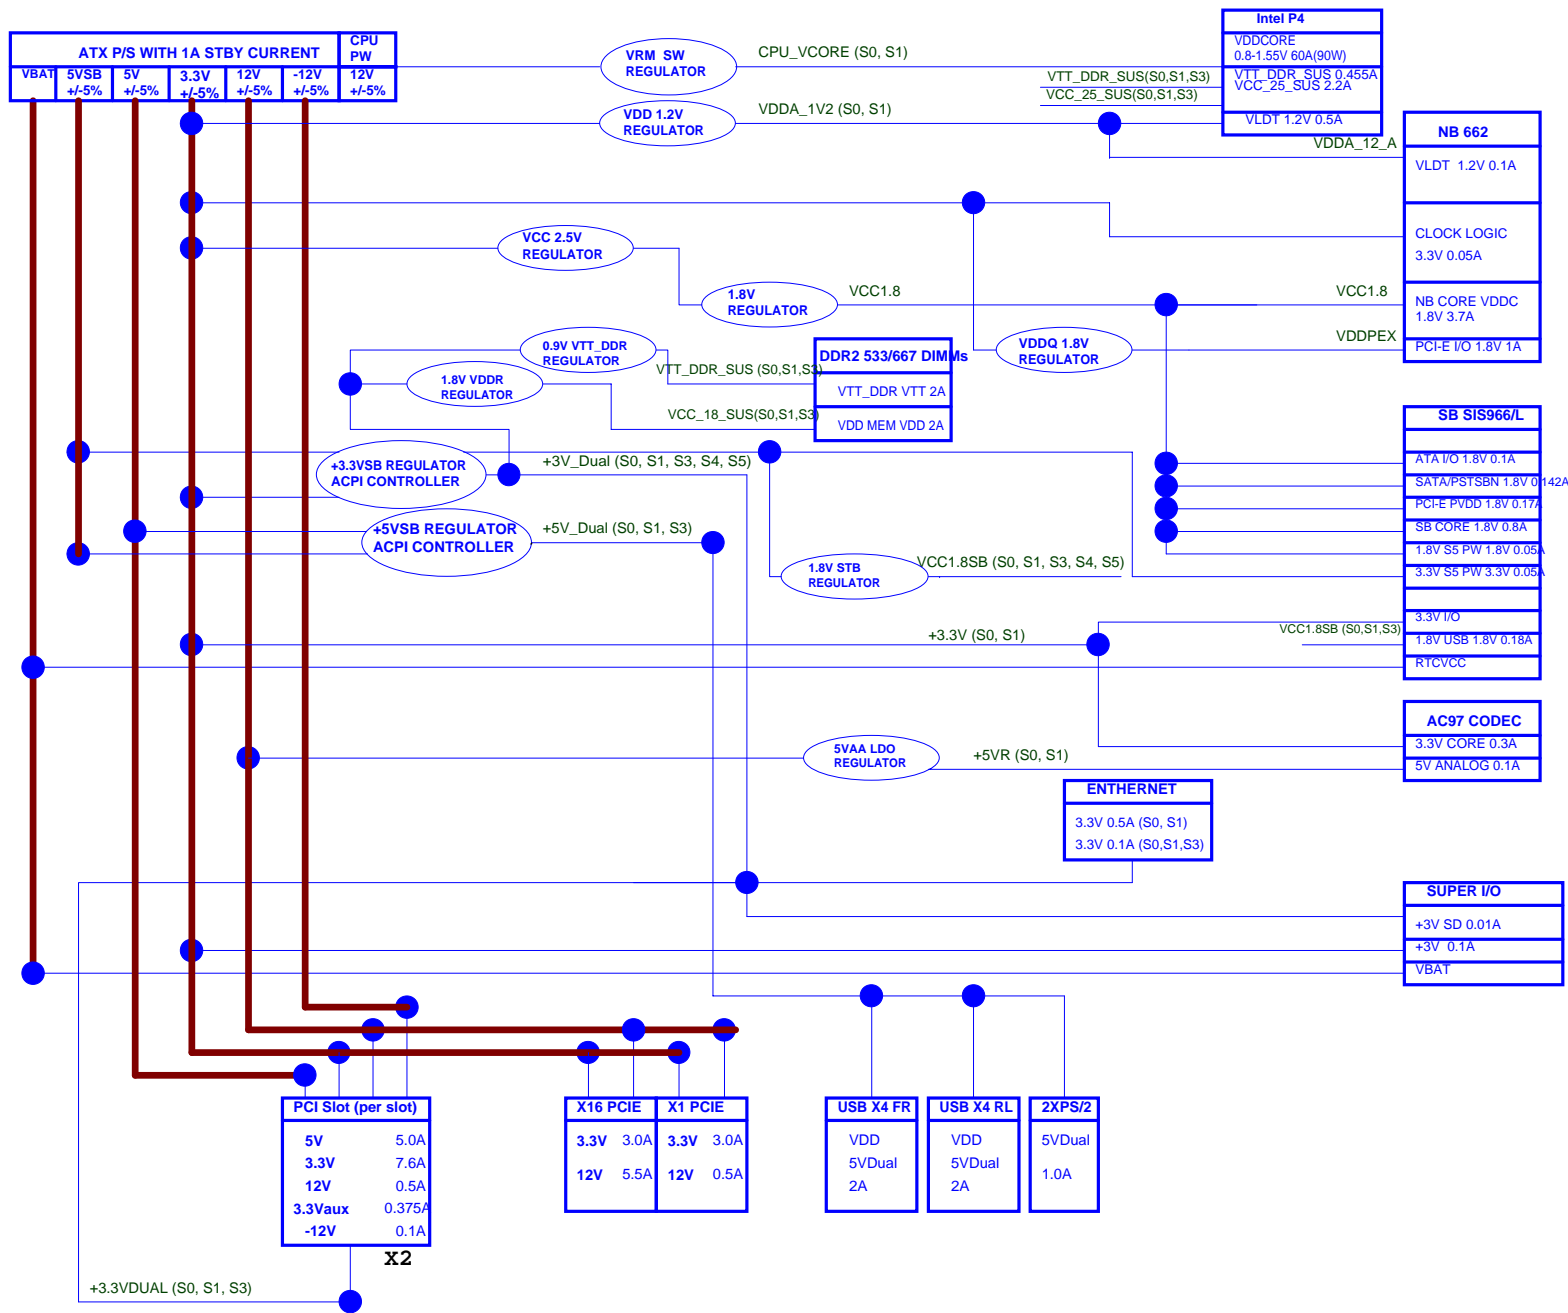 ATX P/S WITH 1A STBY CURRENT
CPU
PW
VBAT
5VSB
+/-5%
5V
+/-5%
3.3V
+/-5%
12V
+/-5%
-12V
+/-5%
12V
+/-5%
VRM SW
REGULATOR
CPU_VCORE (S0, S1)
VDD 1.2V
REGULATOR
VDDA_1V2 (S0, S1)
Intel P4
VDDCORE
0.8-1.55V 60A(90W)
VTT_DDR_SUS 0.455A
VCC_25_SUS 2.2A
VLDT 1.2V 0.5A
VTT_DDR_SUS(S0,S1,S3)
VCC_25_SUS(S0,S1,S3)
VDDA_12_A
NB 662
VLDT 1.2V 0.1A
CLOCK LOGIC
3.3V 0.05A
NB CORE VDDC
1.8V 3.7A
PCI-E I/O 1.8V 1A
VCC 2.5V
REGULATOR
1.8V
REGULATOR
VCC1.8
VCC1.8
VDDPEX
VDDQ 1.8V
REGULATOR
0.9V VTT_DDR
REGULATOR
1.8V VDDR
REGULATOR
VTT_DDR_SUS (S0,S1,S3)
VCC_18_SUS(S0,S1,S3)
DDR2 533/667 DIMMs
VTT_DDR VTT 2A
VDD MEM VDD 2A
+3.3VSB REGULATOR
ACPI CONTROLLER
+3V_Dual (S0, S1, S3, S4, S5)
+5VSB REGULATOR
ACPI CONTROLLER
+5V_Dual (S0, S1, S3)
1.8V STB
REGULATOR
VCC1.8SB (S0, S1, S3, S4, S5)
SB SIS966/L
ATA I/O 1.8V 0.1A
SATA/PSTSBN 1.8V 0.142A
PCI-E PVDD 1.8V 0.17A
SB CORE 1.8V 0.8A
1.8V S5 PW 1.8V 0.05A
3.3V S5 PW 3.3V 0.05A
3.3V I/O
1.8V USB 1.8V 0.18A
RTCVCC
+3.3V (S0, S1)
VCC1.8SB (S0,S1,S3)
AC97 CODEC
3.3V CORE 0.3A
5V ANALOG 0.1A
5VAA LDO
REGULATOR
+5VR (S0, S1)
ENTHERNET
3.3V 0.5A (S0, S1)
3.3V 0.1A (S0,S1,S3)
SUPER I/O
+3V SD 0.01A
+3V 0.1A
VBAT
PCI Slot (per slot)
5V 5.0A
3.3V 7.6A
12V 0.5A
3.3Vaux 0.375A
-12V 0.1A
X2
X16 PCIE
3.3V 3.0A
12V 5.5A
X1 PCIE
3.3V 3.0A
12V 0.5A
USB X4 FR
VDD
5VDual
2A
USB X4 RL
VDD
5VDual
2A
2XPS/2
5VDual
1.0A
+3.3VDUAL (S0, S1, S3)